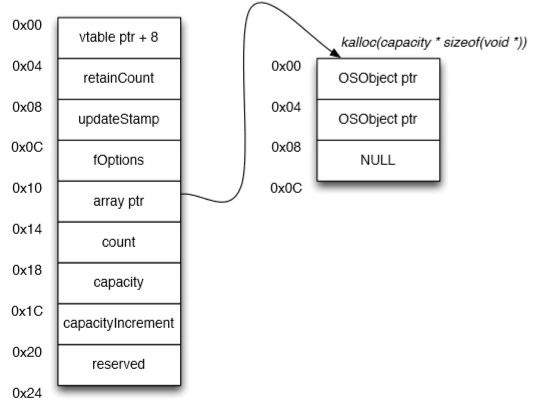 0x00
vtable ptr + 8
0x04
retainCount
0x08
updateStamp
0x0C
fOptions
0x10
array ptr
0x14
count
0x18
capacity
0x1C
capacityIncrement
0x20
reserved
0x24
kalloc(capacity * sizeof(void *))
0x00
OSObject ptr
0x04
OSObject ptr
0x08
NULL
0x0C